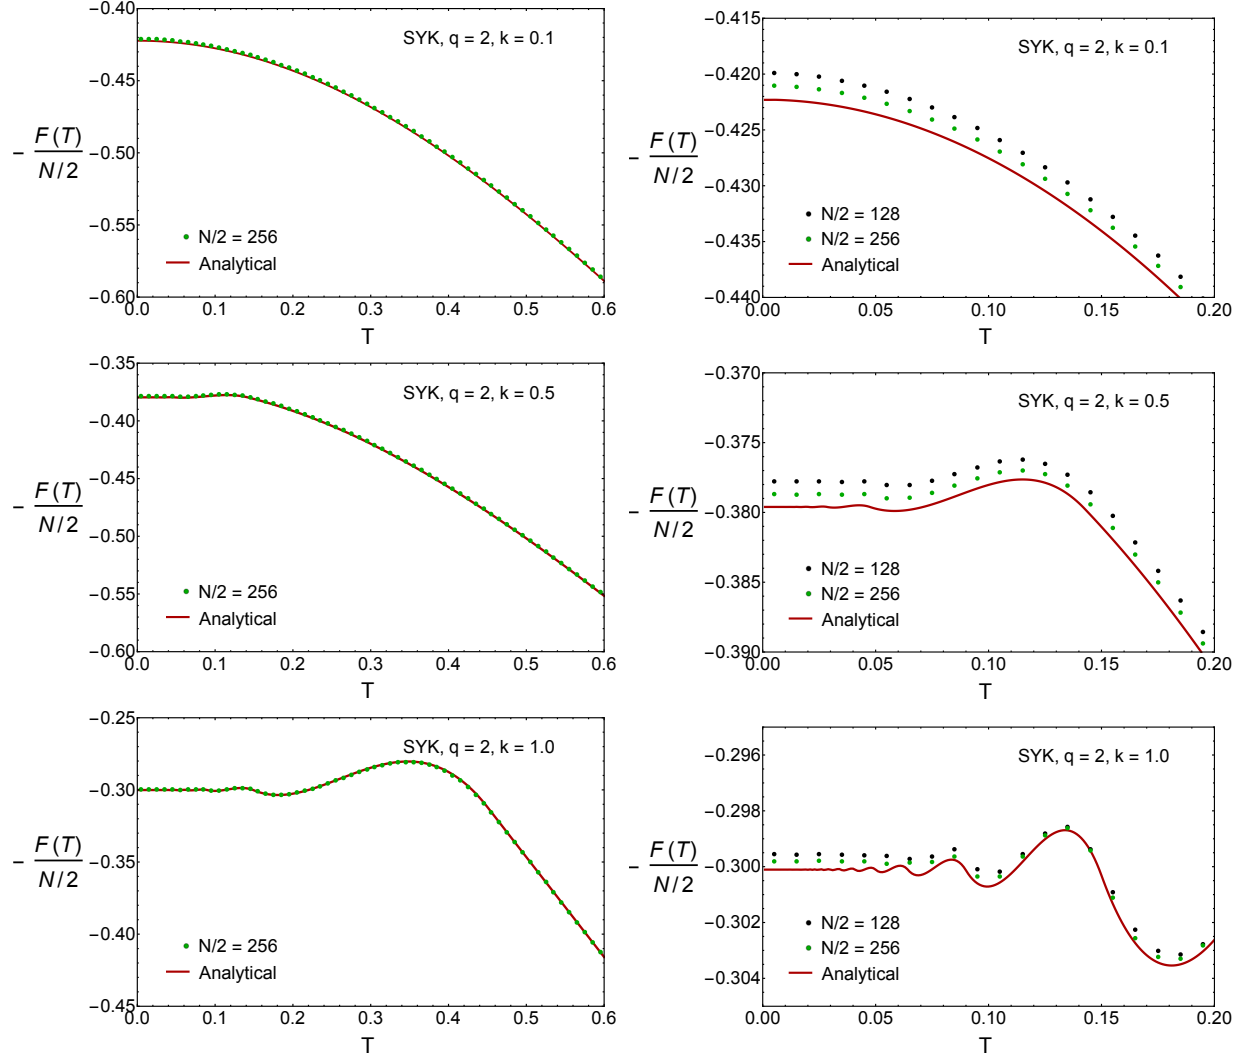 SYK, q = 2, k = 0.1
−0.40
−0.45
−0.50
−0.55
−0.60
− F(T)
N/2
N/2 = 256
Analytical
0.0 0.1 0.2 0.3 0.4 0.5 0.6
T
SYK, q = 2, k = 0.1
−0.415
−0.420
−0.425
−0.430
−0.435
−0.440
− F(T)
N/2
N/2 = 128
N/2 = 256
Analytical
0.00 0.05 0.10 0.15 0.20
T
SYK, q = 2, k = 0.5
−0.35
−0.40
−0.45
−0.50
−0.55
−0.60
− F(T)
N/2
N/2 = 256
Analytical
0.0 0.1 0.2 0.3 0.4 0.5 0.6
T
SYK, q = 2, k = 0.5
−0.370
−0.375
−0.380
−0.385
−0.390
− F(T)
N/2
N/2 = 128
N/2 = 256
Analytical
0.00 0.05 0.10 0.15 0.20
T
SYK, q = 2, k = 1.0
−0.25
−0.30
−0.35
−0.40
−0.45
− F(T)
N/2
N/2 = 256
Analytical
0.0 0.1 0.2 0.3 0.4 0.5 0.6
T
SYK, q = 2, k = 1.0
−0.296
−0.298
−0.300
−0.302
−0.304
− F(T)
N/2
N/2 = 128
N/2 = 256
Analytical
0.00 0.05 0.10 0.15 0.20
T